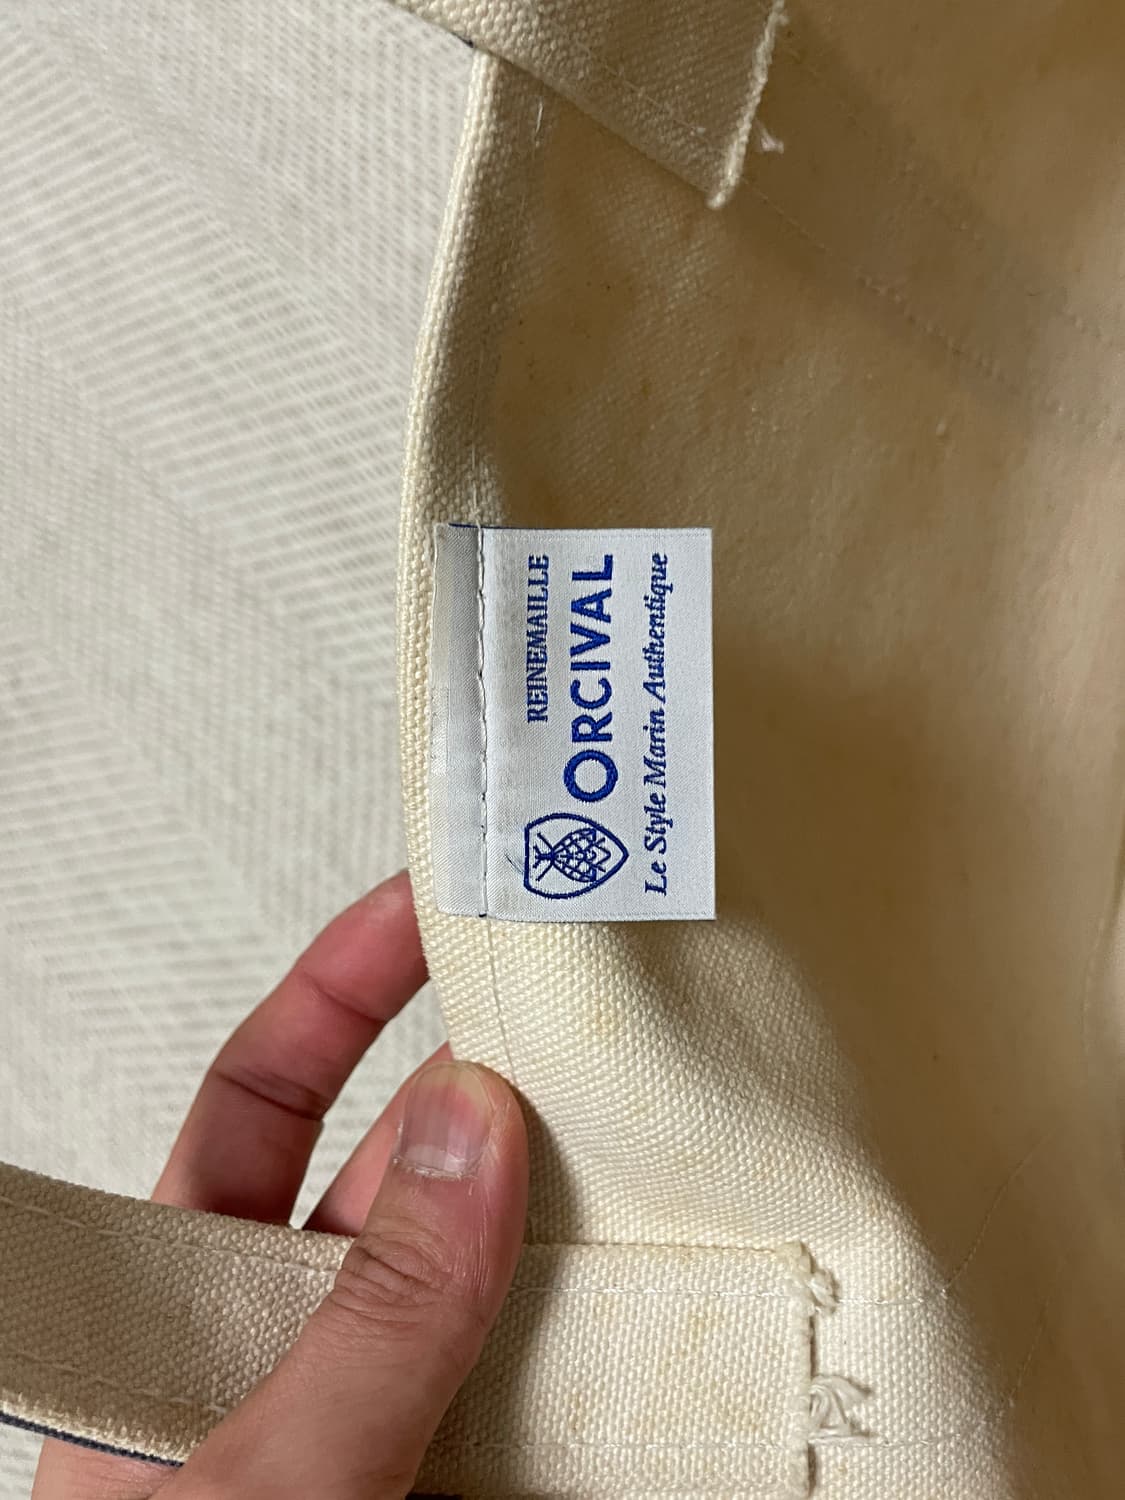 REINEMAILLE
ORCIVAL
Le Style Marin Authentique